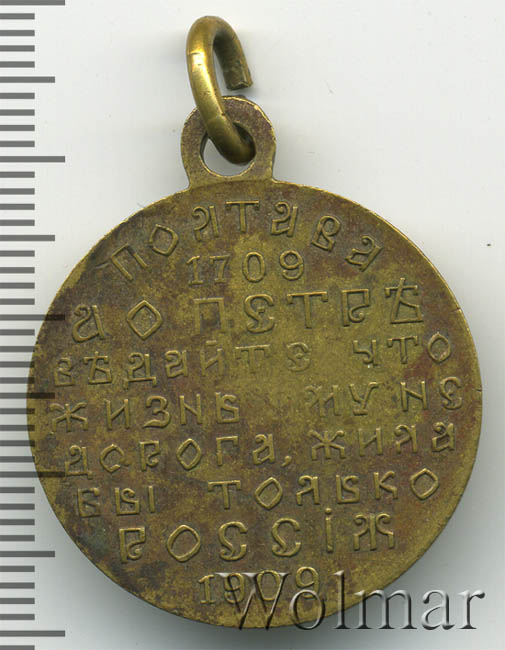 ПОЛТАВА
1709
А О ПЕТРѢ
ВѢДАЙТЕ ЧТО
ЖИЗНЬ ЕМУ НЕ
ДОРОГА, ЖИЛА
БЫ ТОЛЬКО
РОССІЯ
1909
Wolmar